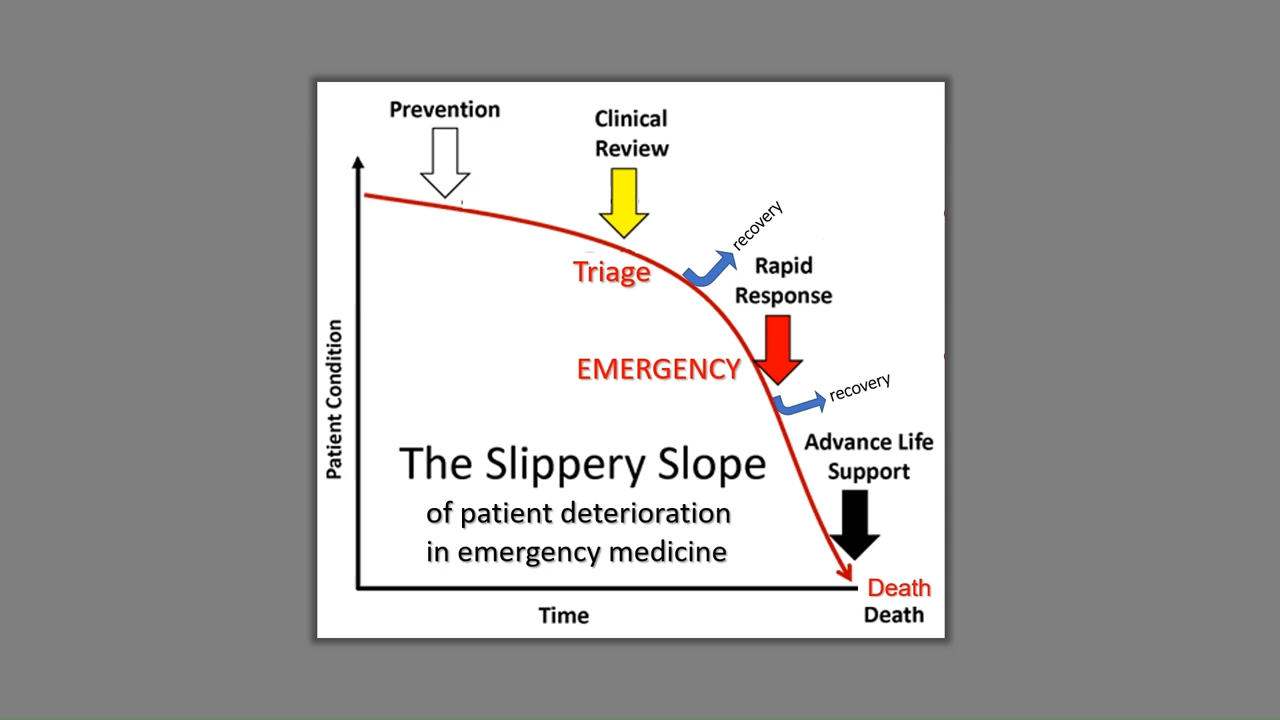 Prevention
Clinical
Review
recovery
Triage
Rapid
Response
EMERGENCY
recovery
Patient Condition
Advance Life
Support
The Slippery Slope
of patient deterioration
in emergency medicine
Death
Time
Death